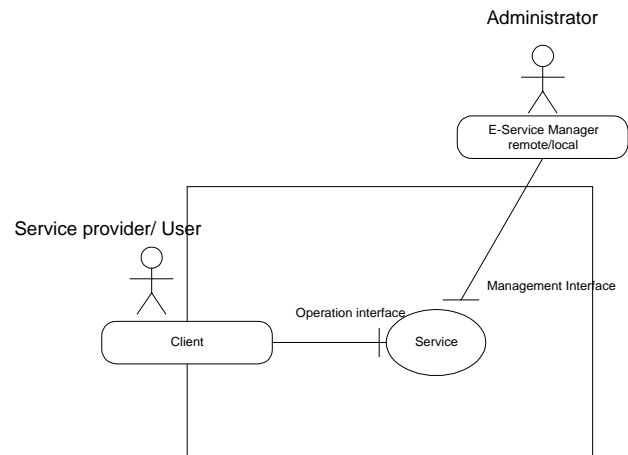 Administrator
E-Service Manager
remote/local
Service provider/ User
Management Interface
Operation interface
Client
Service